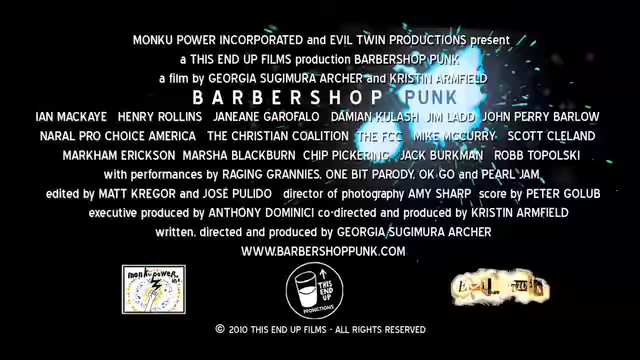 MONKU POWER INCORPORATED and EVIL TWIN PRODUCTIONS present
a THIS END UP FILMS production BARBERSHOP PUNK
a film by GEORGIA SUGIMURA ARCHER and KRISTIN ARMFIELD
BARBERSHOP PUNK
IAN MACKAYE HENRY ROLLINS JANEANE GAROFALO DAMIAN KULASH JIM LADD JOHN PERRY BARLOW
NARAL PRO CHOICE AMERICA THE CHRISTIAN COALITION THE FCC MIKE MCCURRY SCOTT CLELAND
MARKHAM ERICKSON MARSHA BLACKBURN CHIP PICKERING JACK BURKMAN ROBB TOPOLSKI
with performances by RAGING GRANNIES, ONE BIT PARODY, OK GO and PEARL JAM
edited by MATT KREGOR and JOSÉ PULIDO director of photography AMY SHARP score by PETER GOLUB
executive produced by ANTHONY DOMINICI co-directed and produced by KRISTIN ARMFIELD
written, directed and produced by GEORGIA SUGIMURA ARCHER
WWW.BARBERSHOPPUNK.COM
monkupower, inc.
THIS
END
UP
PRODUCTIONS
© 2010 THIS END UP FILMS - ALL RIGHTS RESERVED